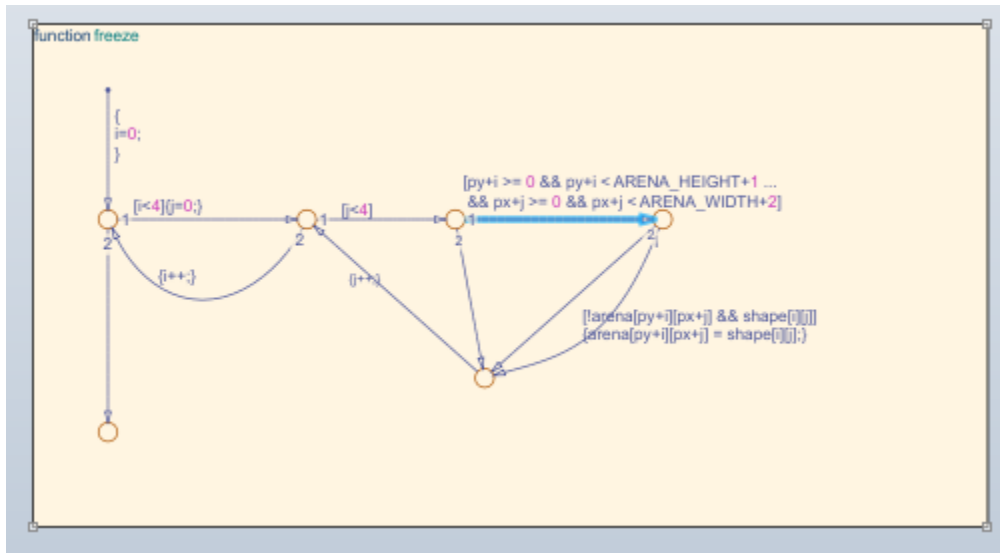 function freeze
{
i=0;
}
[py+i >= 0 && py+i < ARENA_HEIGHT+1 ...
&& px+j >= 0 && px+j < ARENA_WIDTH+2]
[i<4]{j=0;}
[j<4]
1
1
1
2
2
2
2
{i++;}
{j++;}
[!arena[py+i][px+j] && shape[i][j]]
{arena[py+i][px+j] = shape[i][j];}